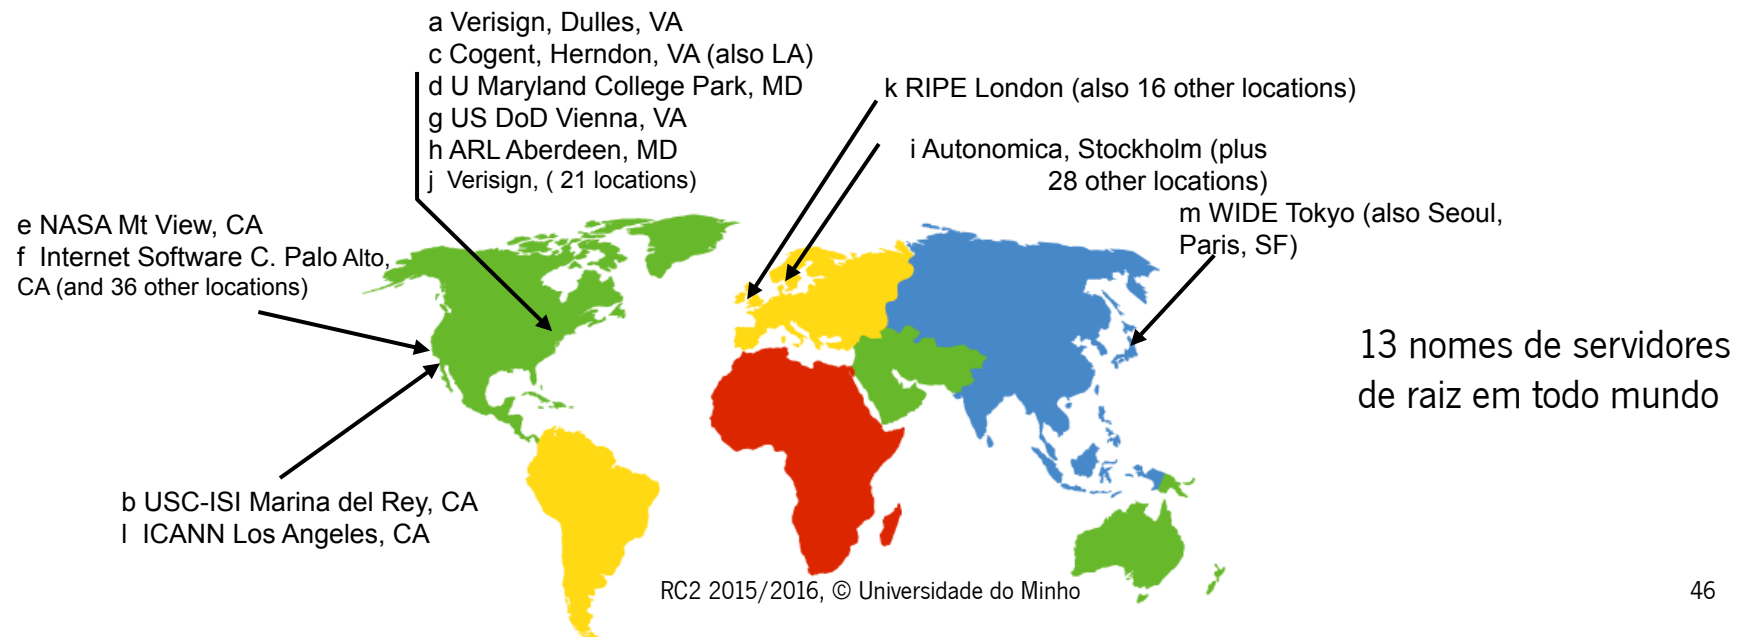 a Verisign, Dulles, VA
c Cogent, Herndon, VA (also LA)
d U Maryland College Park, MD
g US DoD Vienna, VA
h ARL Aberdeen, MD
j Verisign, ( 21 locations)
k RIPE London (also 16 other locations)
i Autonomica, Stockholm (plus
28 other locations)
m WIDE Tokyo (also Seoul,
Paris, SF)
e NASA Mt View, CA
f Internet Software C. Palo Alto,
CA (and 36 other locations)
13 nomes de servidores
de raiz em todo mundo
b USC-ISI Marina del Rey, CA
l ICANN Los Angeles, CA
RC2 2015/2016, © Universidade do Minho
46